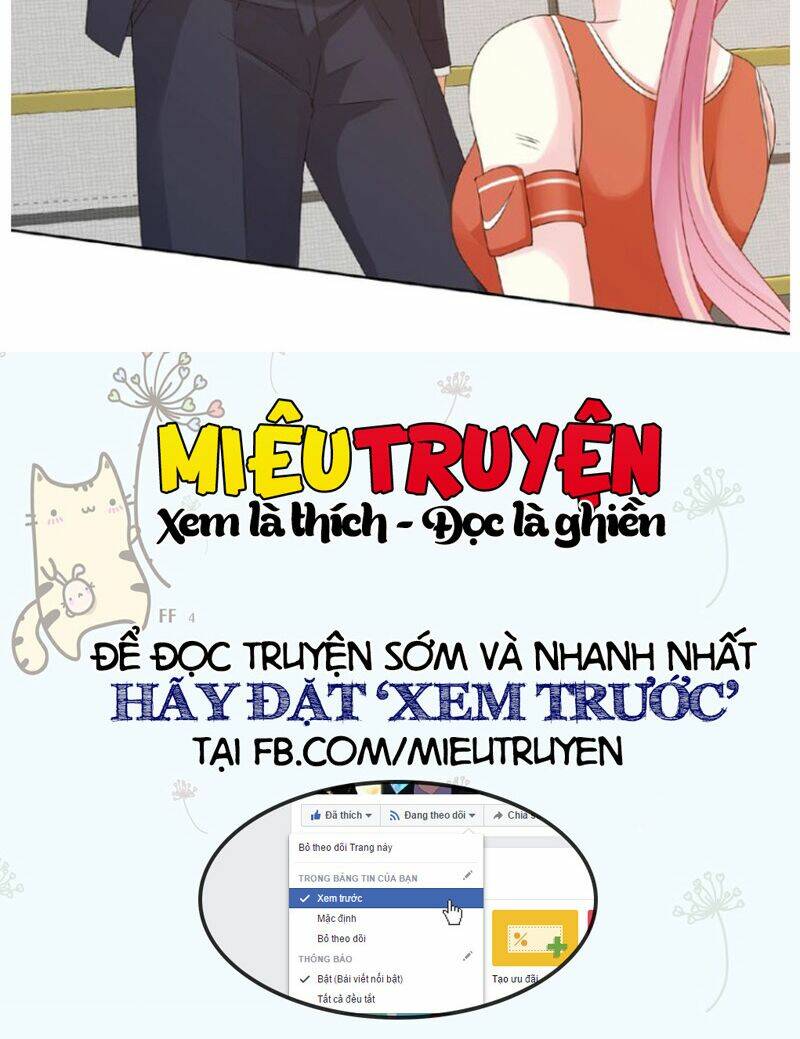 MIÊUTRUYỆN
Xem là thích - Đọc là ghiền
FF 4
ĐỂ ĐỌC TRUYỆN SỚM VÀ NHANH NHẤT
HÃY ĐẶT ‘XEM TRƯỚC’
TẠI FB.COM/MIEUTRUYEN
Đã thích Đang theo dõi Chia s
Bỏ theo dõi Trang này
TRONG BẢNG TIN CỦA BẠN
Xem trước
Mặc định
Bỏ theo dõi
THÔNG BÁO
Bật (Bài viết nổi bật)
Tất cả đều tắt
%
Tạo ưu đãi